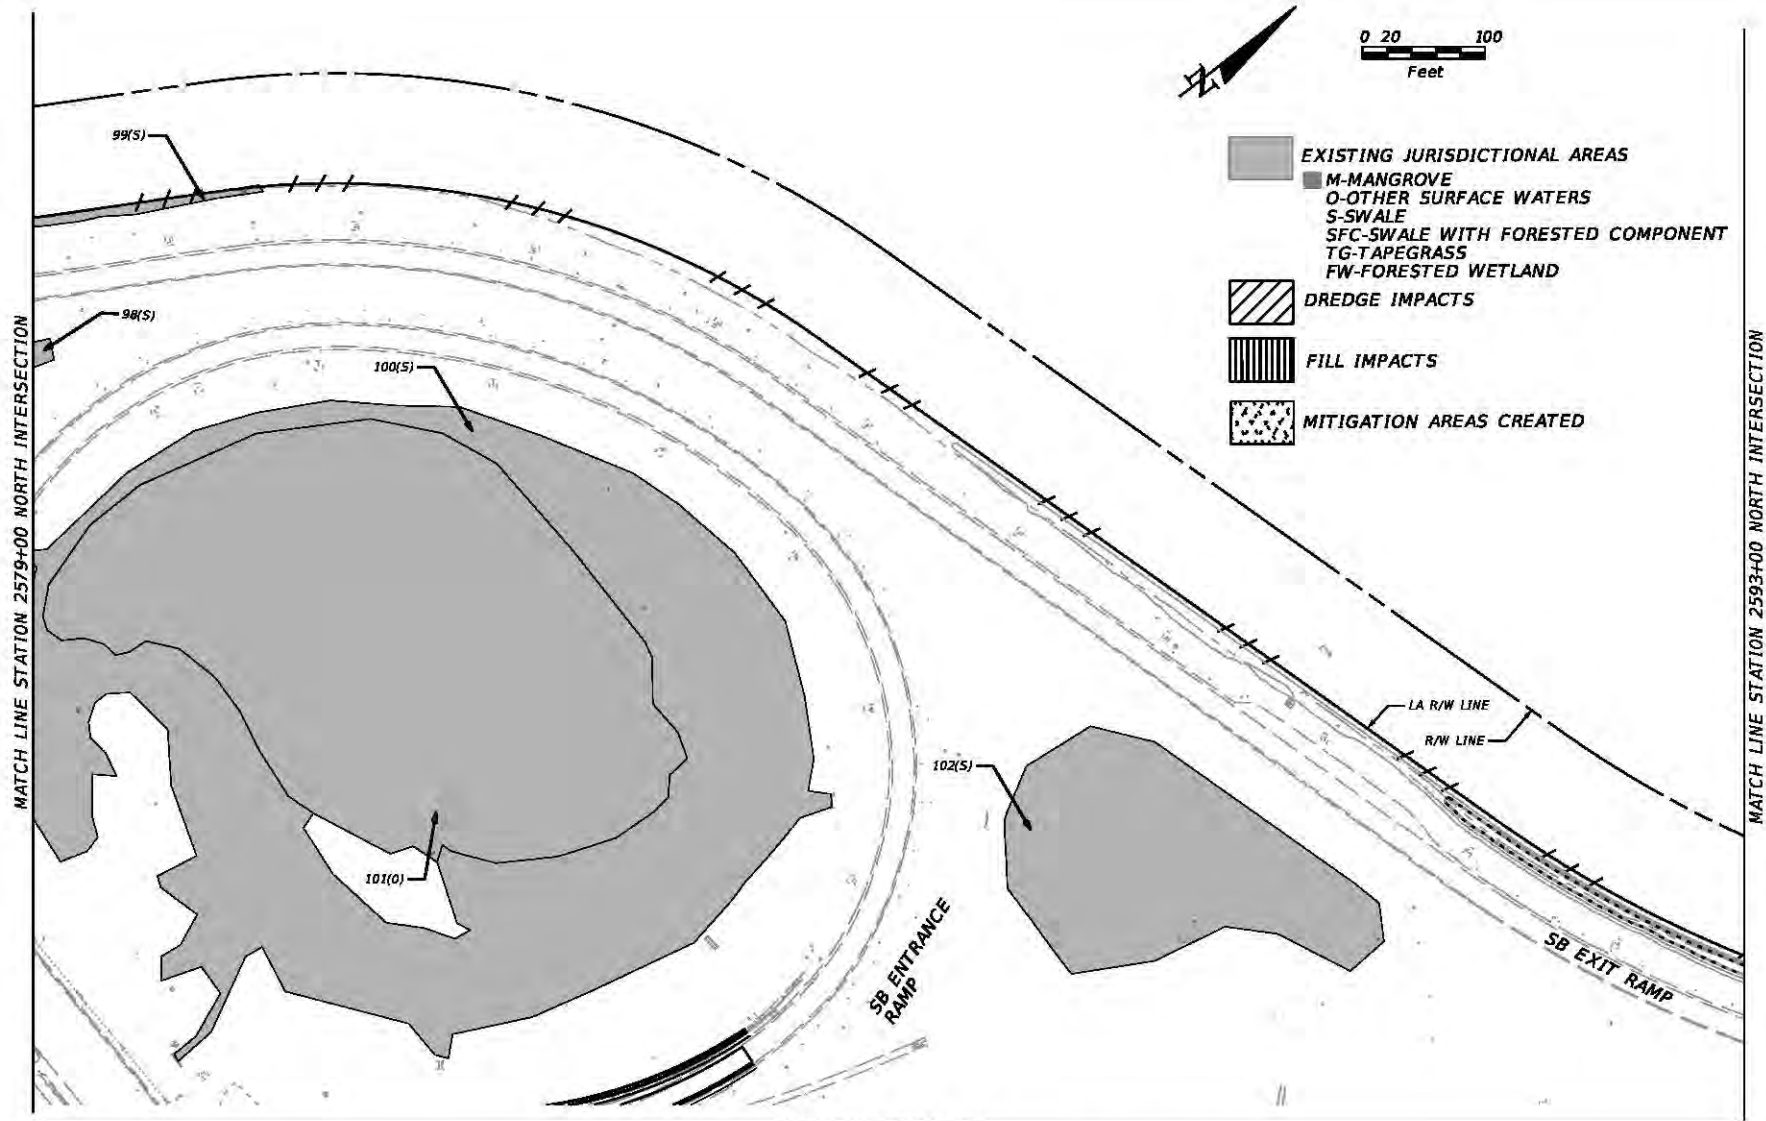 0 20 100
Feet
N
99(S)
EXISTING JURISDICTIONAL AREAS
M-MANGROVE
O-OTHER SURFACE WATERS
S-SWALE
SFC-SWALE WITH FORESTED COMPONENT
TG-TAPEGRASS
FW-FORESTED WETLAND
DREDGE IMPACTS
FILL IMPACTS
MITIGATION AREAS CREATED
98(S)
100(S)
MATCH LINE STATION 2579+00 NORTH INTERSECTION
MATCH LINE STATION 2593+00 NORTH INTERSECTION
LA R/W LINE
R/W LINE
102(S)
101(O)
SB ENTRANCE
RAMP
SB EXIT RAMP